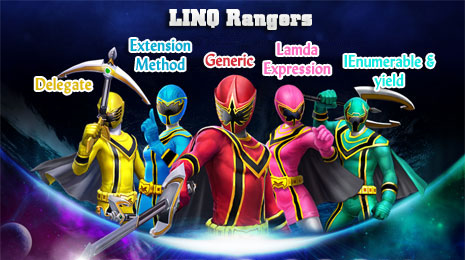 LINQ Rangers
Delegate
Extension
Method
Generic
Lamda
Expression
IEnumerable &
yield